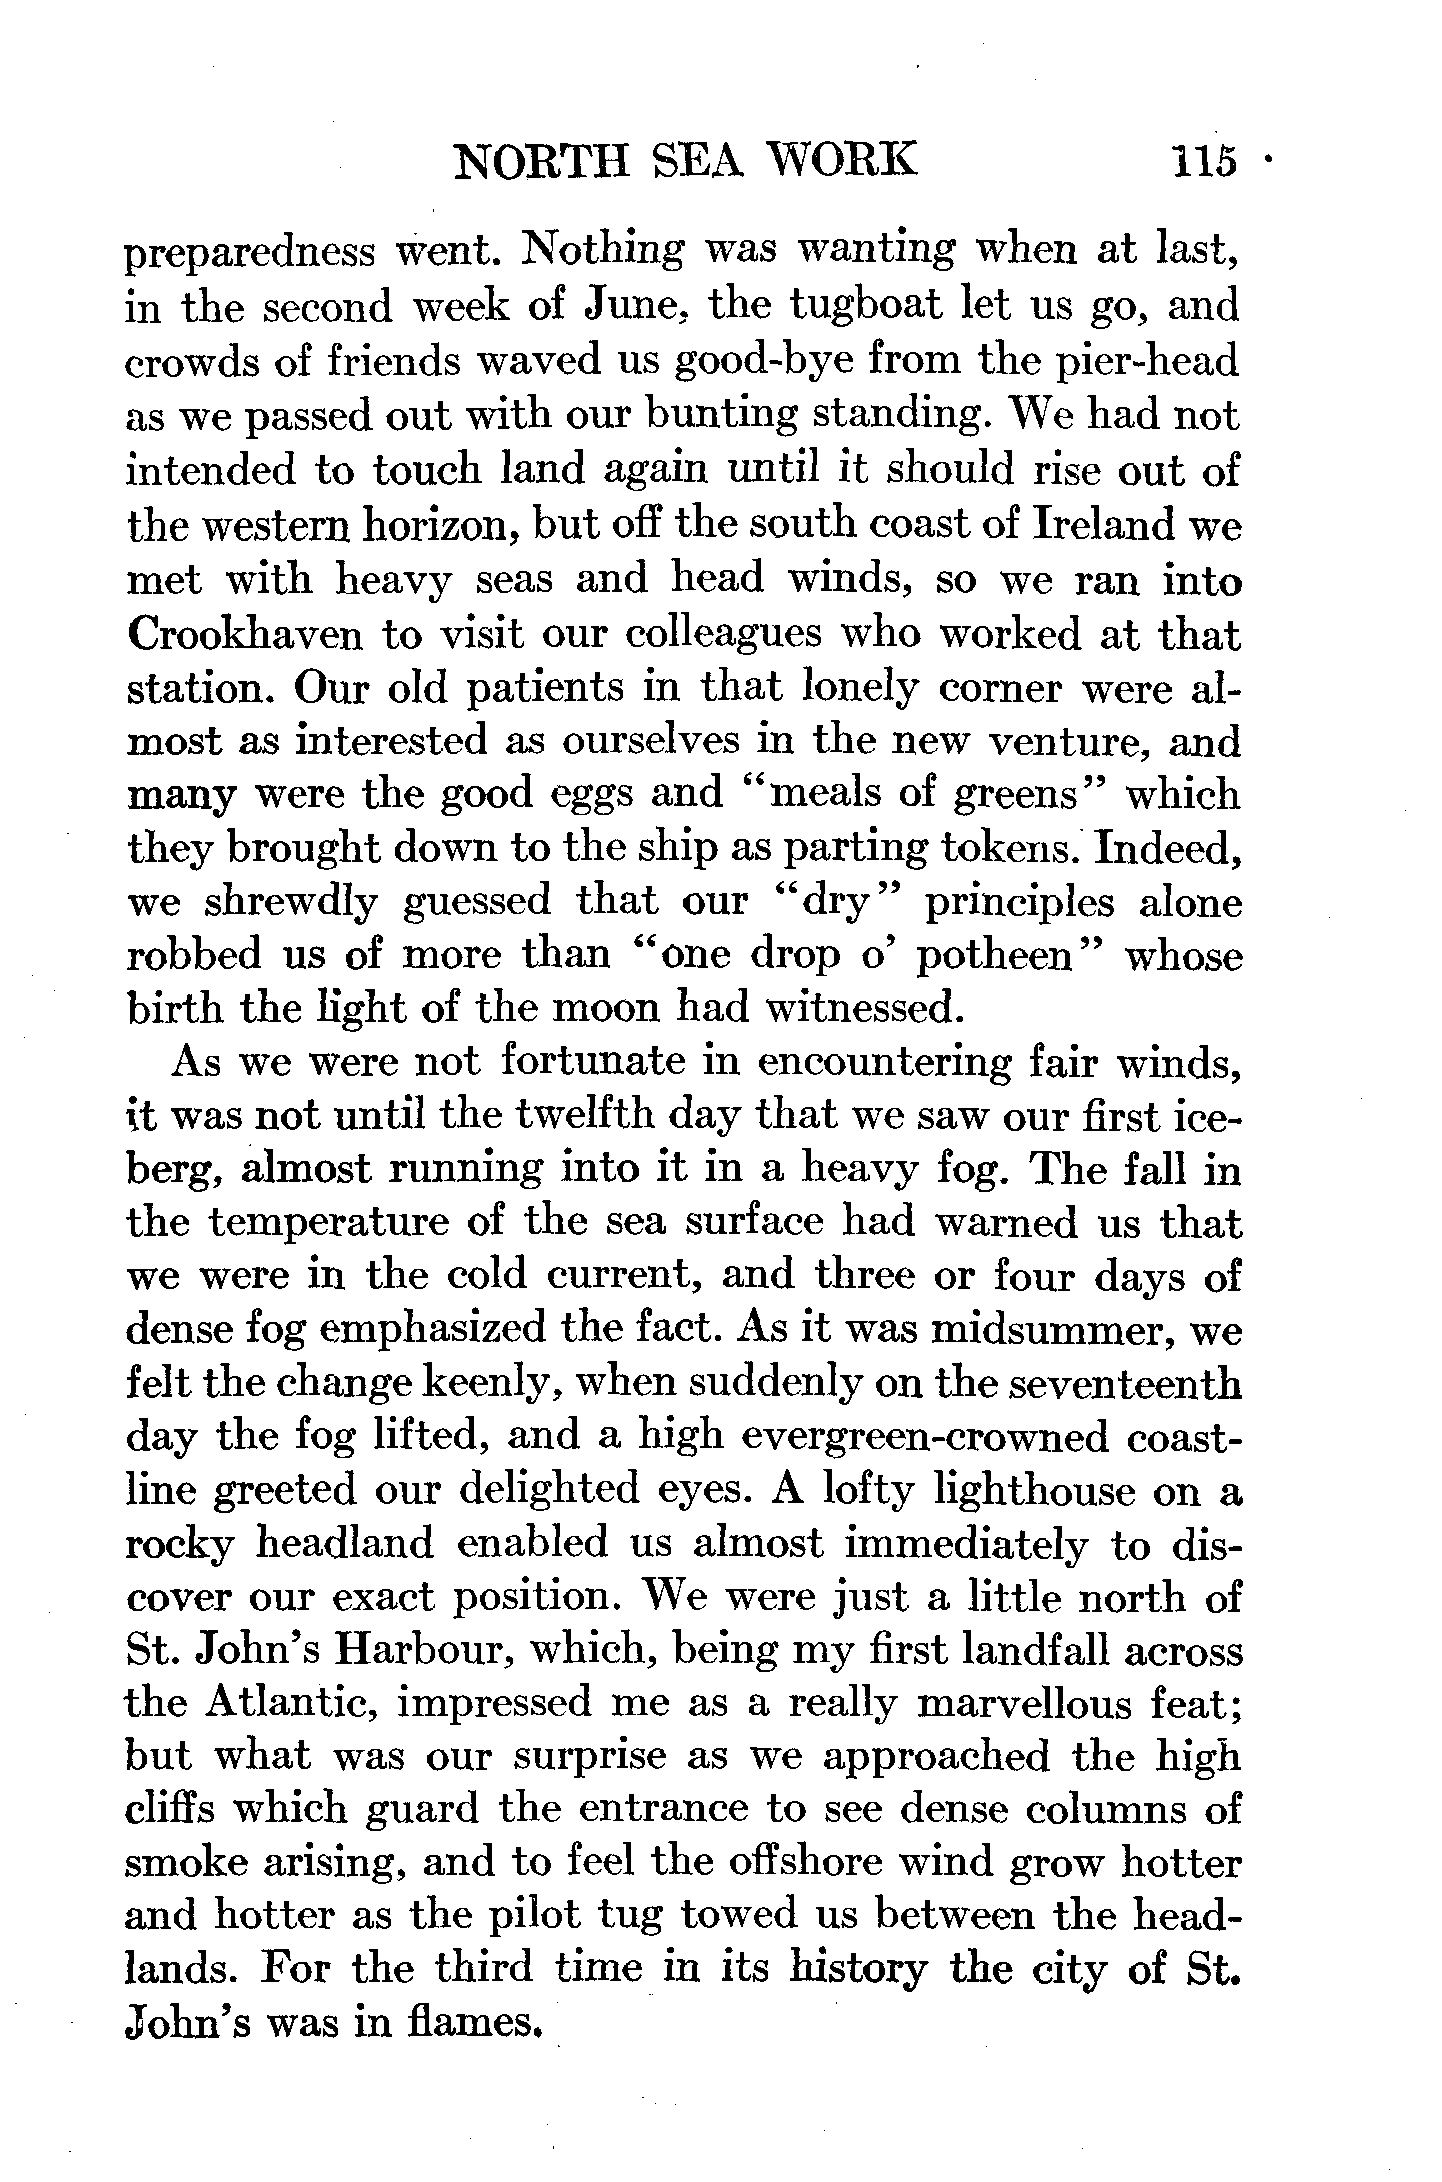 NORTH SEA WORK 115
preparedness went. Nothing was wanting when at last,
in the second week of June, the tugboat let us go, and
crowds of friends waved us good-bye from the pier-head
as we passed out with our bunting standing. We had not
intended to touch land again until it should rise out of
the western horizon, but off the south coast of Ireland we
met with heavy seas and head winds, so we ran into
Crookhaven to visit our colleagues who worked at that
station. Our old patients in that lonely corner were al-
most as interested as ourselves in the new venture, and
many were the good eggs and “meals of greens” which
they brought down to the ship as parting tokens. Indeed,
we shrewdly guessed that our “dry” principles alone
robbed us of more than “one drop o’ potheen” whose
birth the light of the moon had witnessed.
As we were not fortunate in encountering fair winds,
it was not until the twelfth day that we saw our first ice-
berg, almost running into it in a heavy fog. The fall in
the temperature of the sea surface had warned us that
we were in the cold current, and three or four days of
dense fog emphasized the fact. As it was midsummer, we
felt the change keenly, when suddenly on the seventeenth
day the fog lifted, and a high evergreen-crowned coast-
line greeted our delighted eyes. A lofty lighthouse on a
rocky headland enabled us almost immediately to dis-
cover our exact position. We were just a little north of
St. John’s Harbour, which, being my first landfall across
the Atlantic, impressed me as a really marvellous feat;
but what was our surprise as we approached the high
cliffs which guard the entrance to see dense columns of
smoke arising, and to feel the offshore wind grow hotter
and hotter as the pilot tug towed us between the head-
lands. For the third time in its history the city of St.
John’s was in flames.